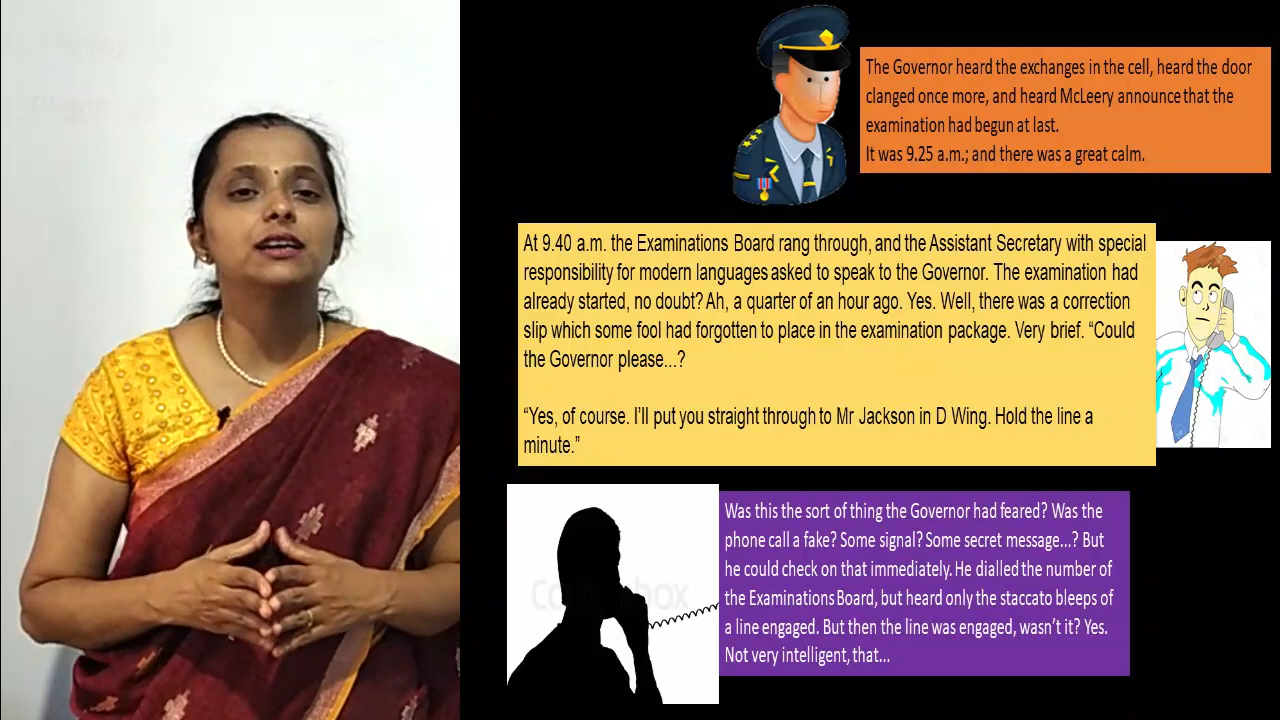 The Governor heard the exchanges in the cell, heard the door
clanged once more, and heard McLeery announce that the
examination had begun at last.
It was 9.25 a.m.; and there was a great calm.
At 9.40 a.m. the Examinations Board rang through, and the Assistant Secretary with special
responsibility for modern languages asked to speak to the Governor. The examination had
already started, no doubt? Ah, a quarter of an hour ago. Yes. Well, there was a correction
slip which some fool had forgotten to place in the examination package. Very brief. “Could
the Governor please...?
“Yes, of course. I’ll put you straight through to Mr Jackson in D Wing. Hold the line a
minute.”
Was this the sort of thing the Governor had feared? Was the
phone call a fake? Some signal? Some secret message...? But
he could check on that immediately. He dialled the number of
the Examinations Board, but heard only the staccato bleeps of
a line engaged. But then the line was engaged, wasn’t it? Yes.
Not very intelligent, that...